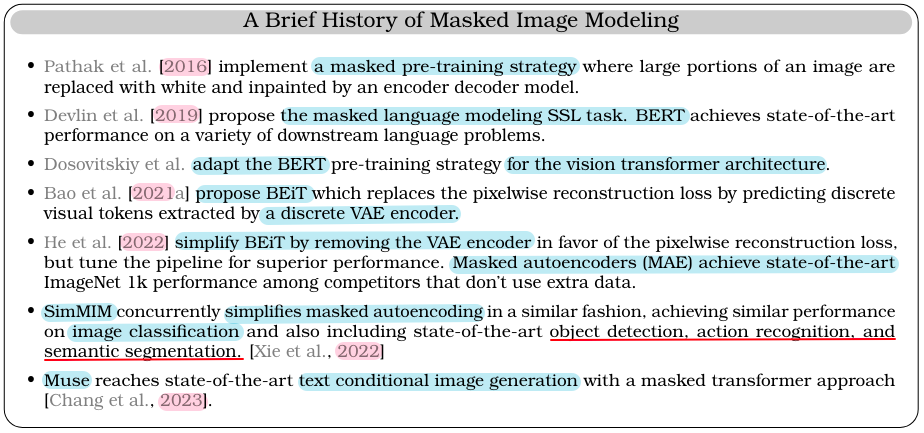 A Brief History of Masked Image Modeling
• Pathak et al. [2016] implement a masked pre-training strategy where large portions of an image are
replaced with white and inpainted by an encoder decoder model.
• Devlin et al. [2019] propose the masked language modeling SSL task. BERT achieves state-of-the-art
performance on a variety of downstream language problems.
• Dosovitskiy et al. adapt the BERT pre-training strategy for the vision transformer architecture.
• Bao et al. [2021a] propose BEiT which replaces the pixelwise reconstruction loss by predicting discrete
visual tokens extracted by a discrete VAE encoder.
• He et al. [2022] simplify BEiT by removing the VAE encoder in favor of the pixelwise reconstruction loss,
but tune the pipeline for superior performance. Masked autoencoders (MAE) achieve state-of-the-art
ImageNet 1k performance among competitors that don't use extra data.
• SimMIM concurrently simplifies masked autoencoding in a similar fashion, achieving similar performance
on image classification and also including state-of-the-art object detection, action recognition, and
semantic segmentation. [Xie et al., 2022]
• Muse reaches state-of-the-art text conditional image generation with a masked transformer approach
[Chang et al., 2023].